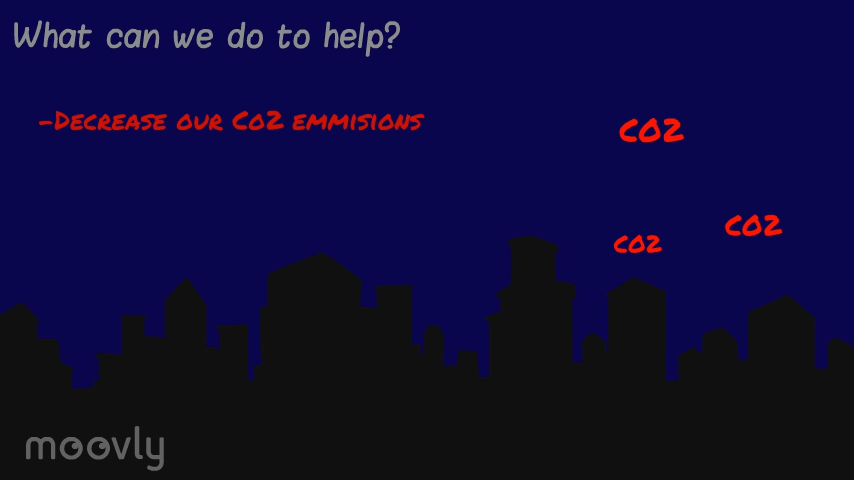 What can we do to help?
-Decrease our Co2 emmisions
CO2
CO2
CO2
moovly